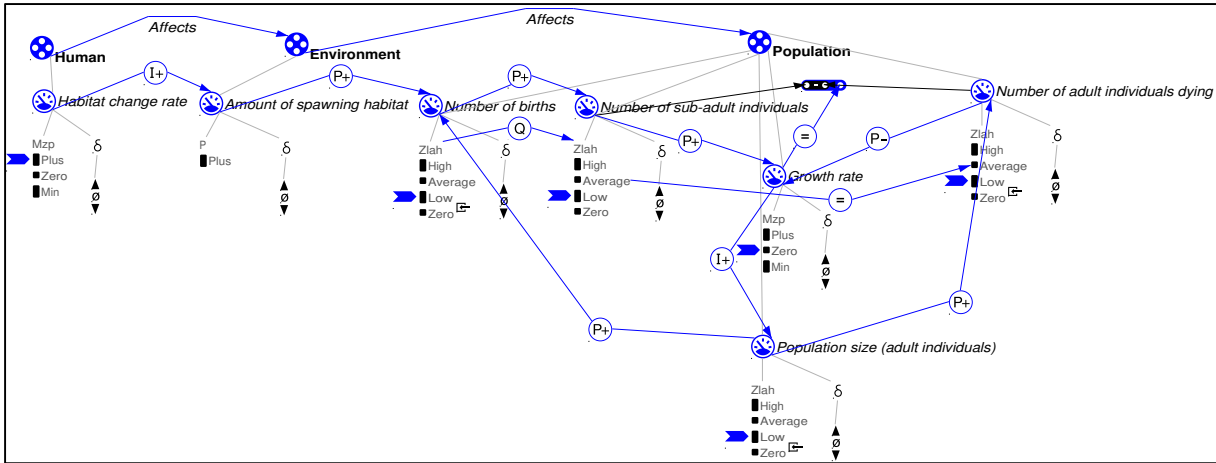 Affects
Affects
Human
Environment
Population
I+
P+
P+
Habitat change rate
Amount of spawning habitat
Number of births
Number of sub-adult individuals
Number of adult individuals dying
Q
P+
=
P-
Mzp
Plus
Zero
Min
δ
ø
P
Plus
δ
ø
Zlah
High
Average
Low
Zero
δ
ø
Zlah
High
Average
Low
Zero
δ
ø
Growth rate
=
Mzp
Plus
Zero
Min
δ
ø
Zlah
High
Average
Low
Zero
δ
ø
I+
P+
P+
Population size (adult individuals)
Zlah
High
Average
Low
Zero
δ
ø